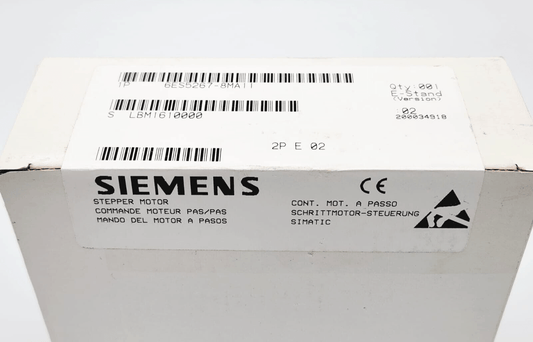 1P 6ES5267-8MA11
Qty:001
E-Stand
(Version)
02
200034918
S LBM1610000
2P E 02
SIEMENS
CE
STEPPER MOTOR
COMMANDE MOTEUR PAS/PAS
MANDO DEL MOTOR A PASOS
CONT. MOT. A PASSO
SCHRITTMOTOR-STEUERUNG
SIMATIC